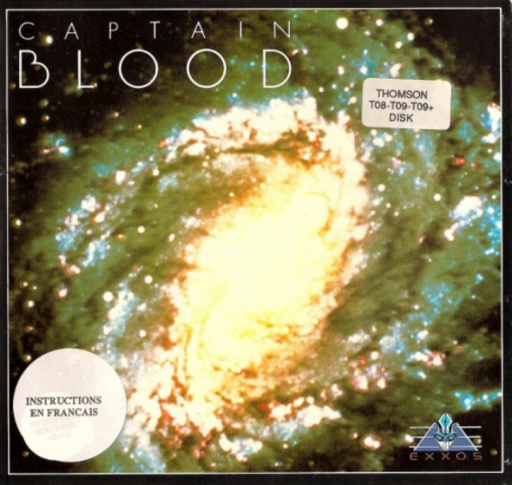 CAPTAIN
BLOOD
THOMSON
T08-T09-T09+
DISK
INSTRUCTIONS
EN FRANCAIS
EXXOS